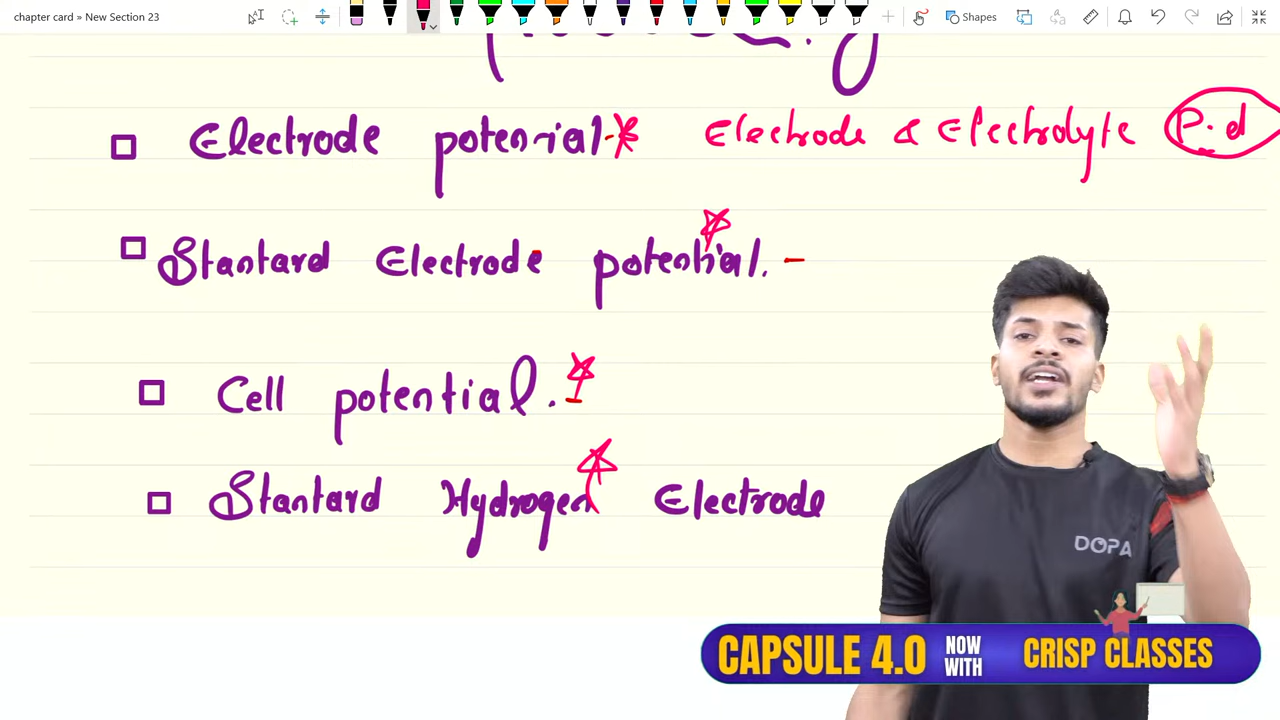 chapter card » New Section 23
Shapes
Electrode potenial. Electrode & Electrolyte P.d
Stantard Electrode potential. -
Cell potential.
Stantard Hydrogen Electrode
DOPA
CAPSULE 4.0 NOW WITH CRISP CLASSES